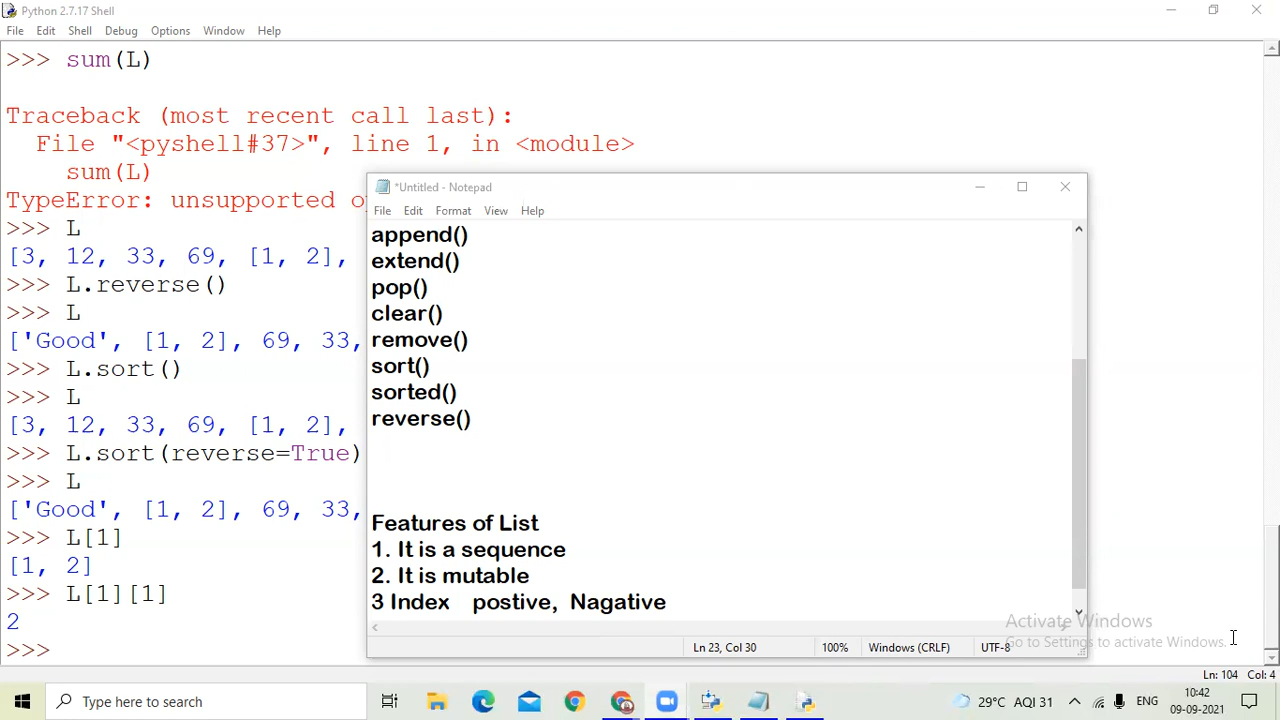 Python 2.7.17 Shell
File Edit Shell Debug Options Window Help
>>> sum(L)
Traceback (most recent call last):
File "<pyshell#37>", line 1, in <module>
sum(L)
TypeError: unsupported
>>> L
[3, 12, 33, 69, [1, 2],
>>> L.reverse()
>>> L
['Good', [1, 2], 69, 33,
>>> L.sort()
>>> L
[3, 12, 33, 69, [1, 2],
>>> L.sort(reverse=True)
>>> L
['Good', [1, 2], 69, 33,
>>> L[1]
[1, 2]
>>> L[1][1]
2
>>>
*Untitled - Notepad
File Edit Format View Help
append()
extend()
pop()
clear()
remove()
sort()
sorted()
reverse()
Features of List
1. It is a sequence
2. It is mutable
3 Index postive, Nagative
Ln 23, Col 30 100% Windows (CRLF) UTF-8
Activate Windows
Go to Settings to activate Windows.
Ln: 104 Col: 4
Type here to search
29°C AQI 31 ENG
10:42
09-09-2021